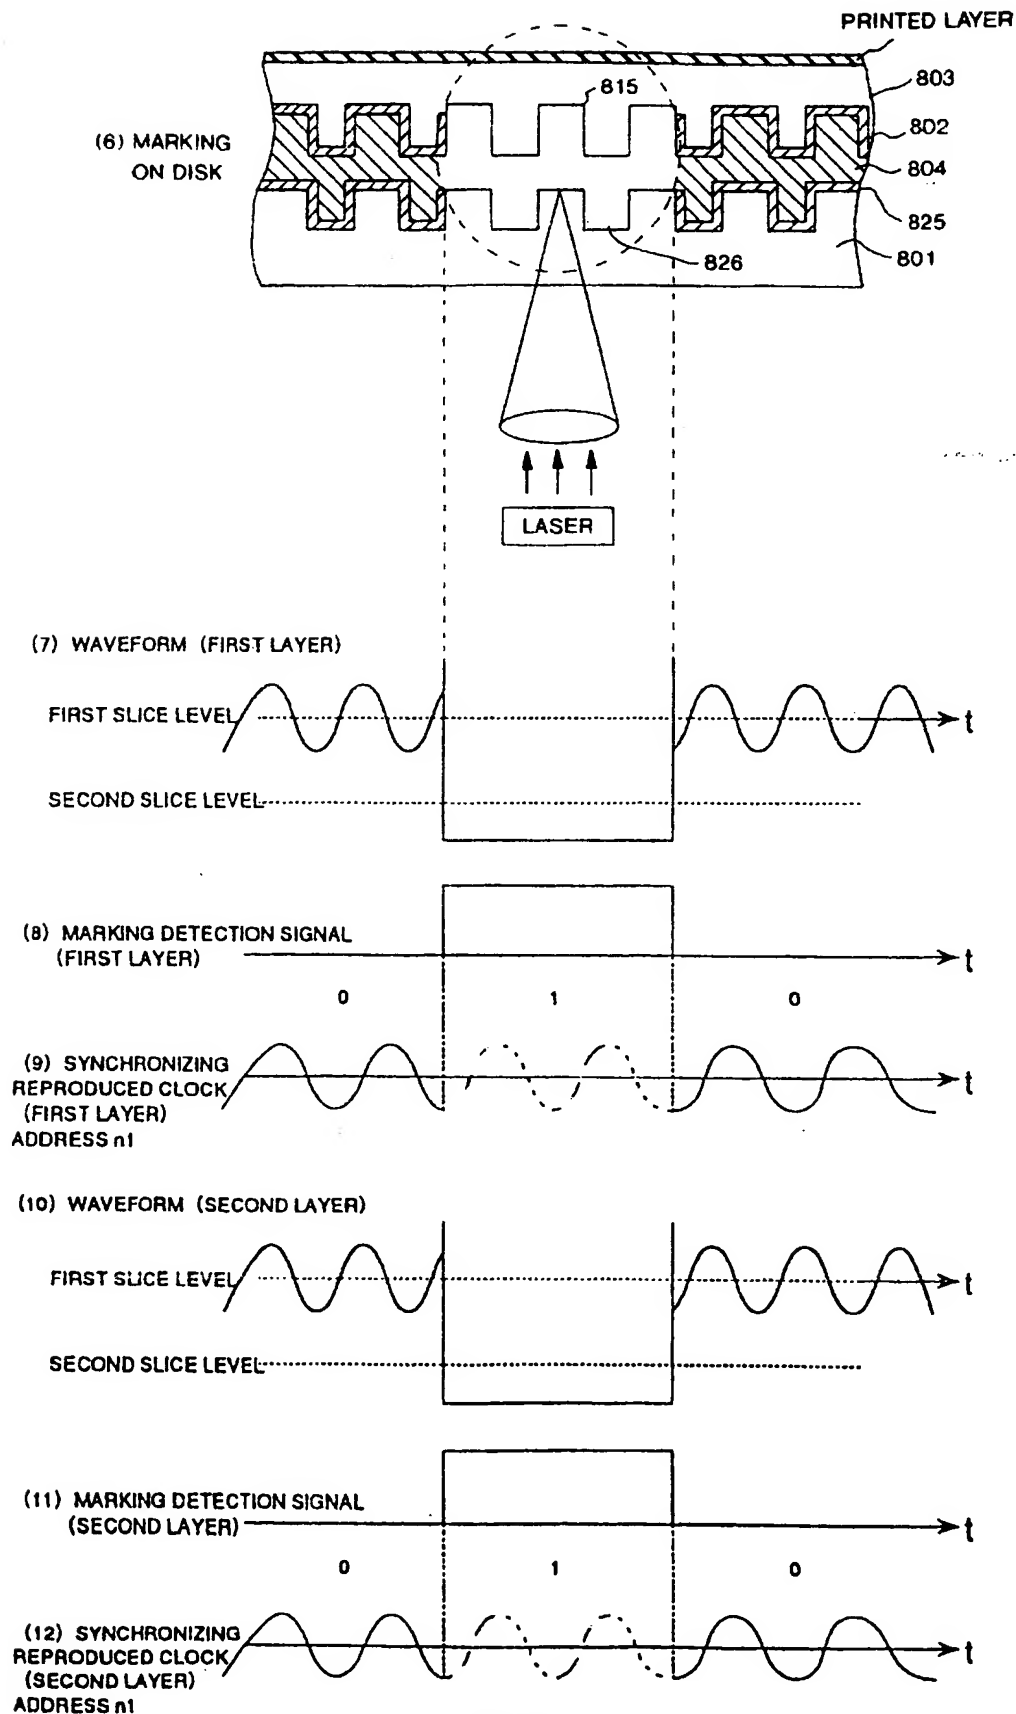 PRINTED LAYER
803
815
802
(6) MARKING
ON DISK
804
825
826
801
LASER
(7) WAVEFORM (FIRST LAYER)
FIRST SLICE LEVEL
t
SECOND SLICE LEVEL
(8) MARKING DETECTION SIGNAL
(FIRST LAYER)
t
0 1 0
(9) SYNCHRONIZING
REPRODUCED CLOCK
(FIRST LAYER)
ADDRESS n1
t
(10) WAVEFORM (SECOND LAYER)
FIRST SLICE LEVEL
t
SECOND SLICE LEVEL
(11) MARKING DETECTION SIGNAL
(SECOND LAYER)
t
0 1 0
(12) SYNCHRONIZING
REPRODUCED CLOCK
(SECOND LAYER)
ADDRESS n1
t